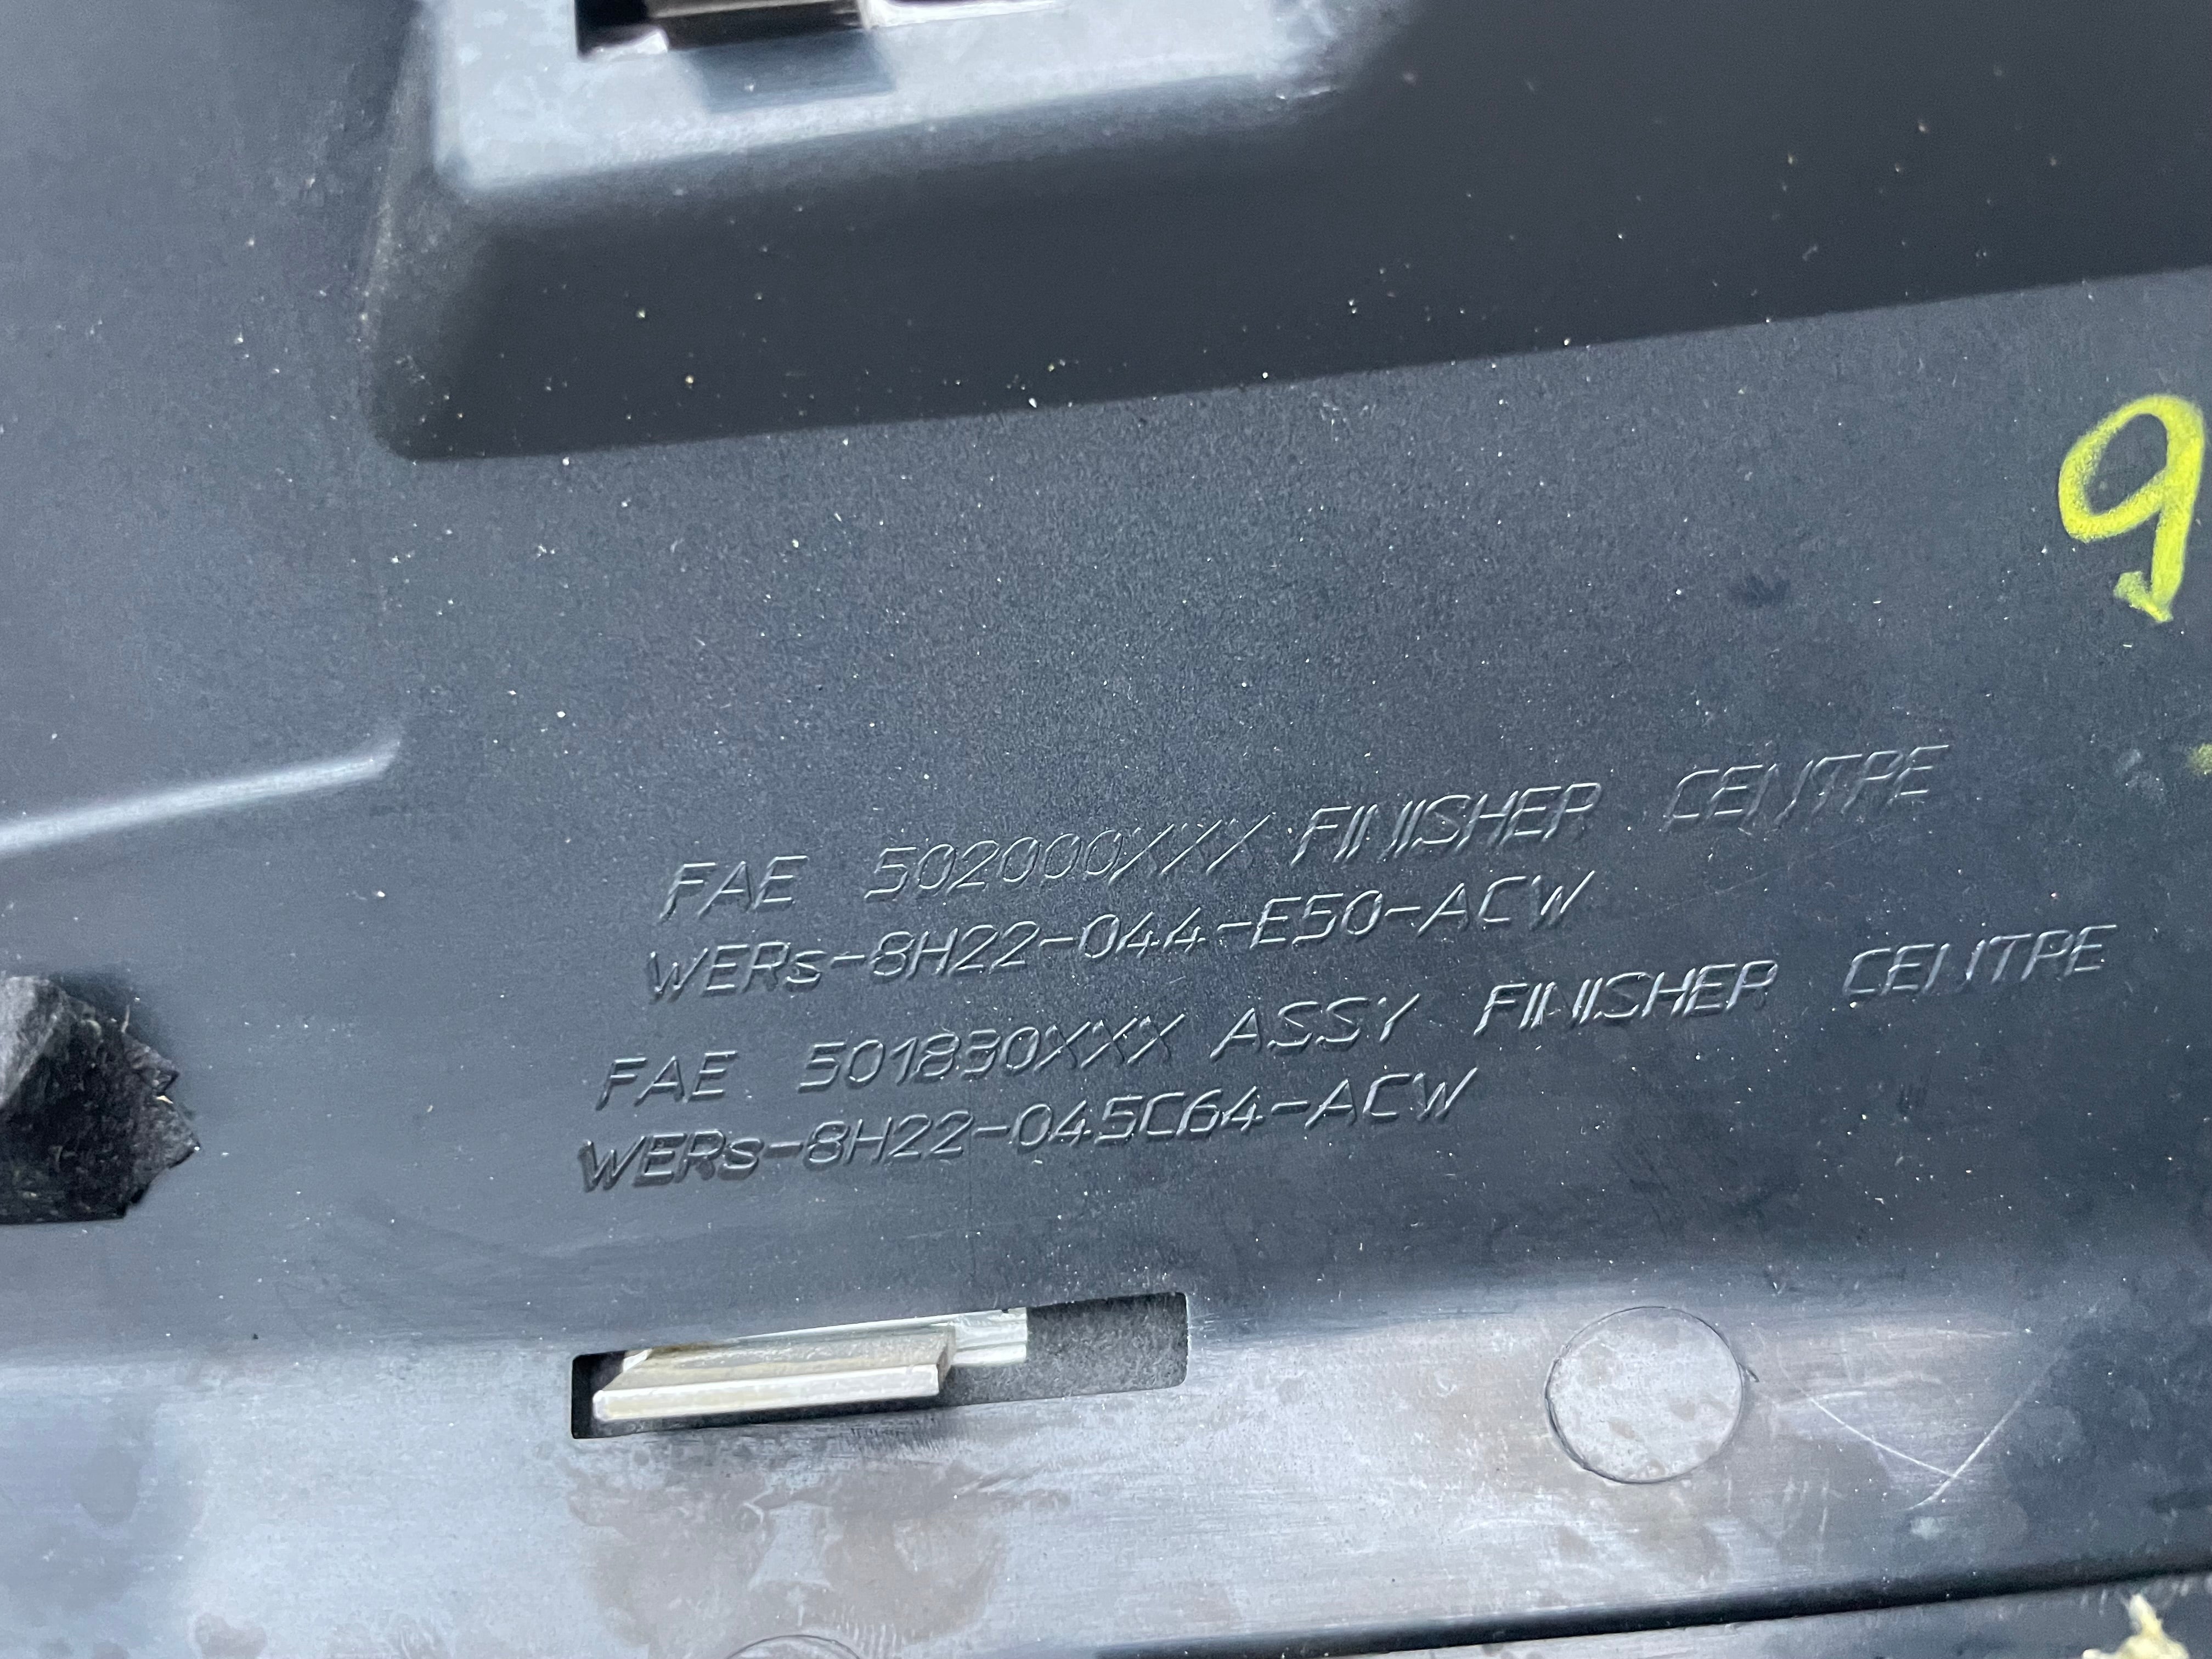 9
FAE 502000XXX FINISHER CENTRE
WERs-8H22-044-E50-ACW
FAE 501830XXX ASSY FINISHER CENTRE
WERs-8H22-045C64-ACW